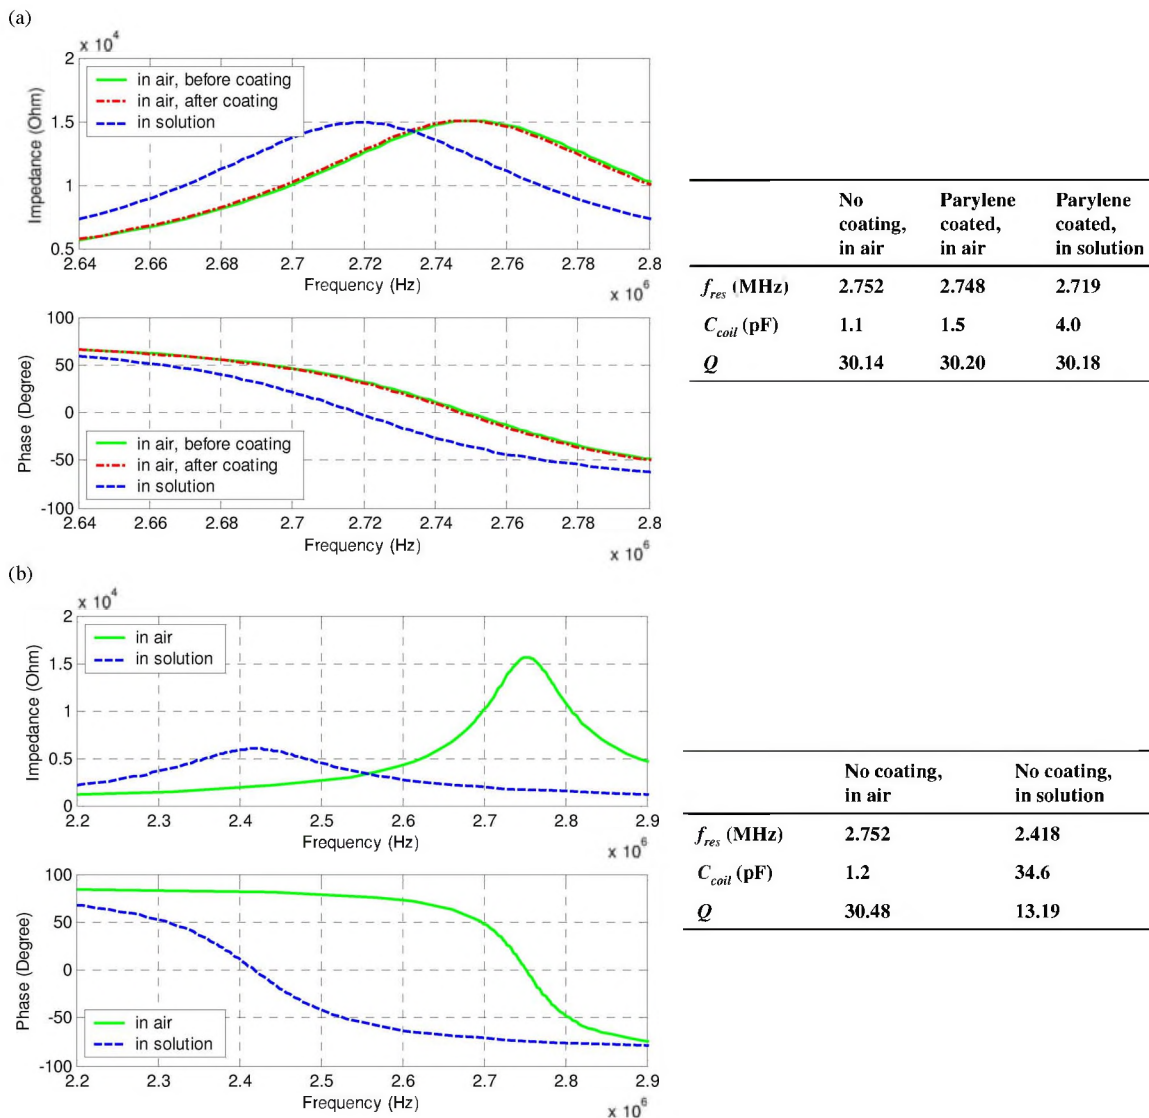 (a)
x 10^4
2
1.5
1
0.5
Impedance (Ohm)
in air, before coating
in air, after coating
in solution
2.64 2.66 2.68 2.7 2.72 2.74 2.76 2.78 2.8
Frequency (Hz)
x 10^6
100
50
0
-50
-100
Phase (Degree)
in air, before coating
in air, after coating
in solution
2.64 2.66 2.68 2.7 2.72 2.74 2.76 2.78 2.8
Frequency (Hz)
x 10^6
No coating, in air Parylene coated, in air Parylene coated, in solution
f_res (MHz) 2.752 2.748 2.719
C_coil (pF) 1.1 1.5 4.0
Q 30.14 30.20 30.18
(b)
x 10^4
2
1.5
1
0.5
0
Impedance (Ohm)
in air
in solution
2.2 2.3 2.4 2.5 2.6 2.7 2.8 2.9
Frequency (Hz)
x 10^6
100
50
0
-50
-100
Phase (Degree)
in air
in solution
2.2 2.3 2.4 2.5 2.6 2.7 2.8 2.9
Frequency (Hz)
x 10^6
No coating, in air No coating, in solution
f_res (MHz) 2.752 2.418
C_coil (pF) 1.2 34.6
Q 30.48 13.19